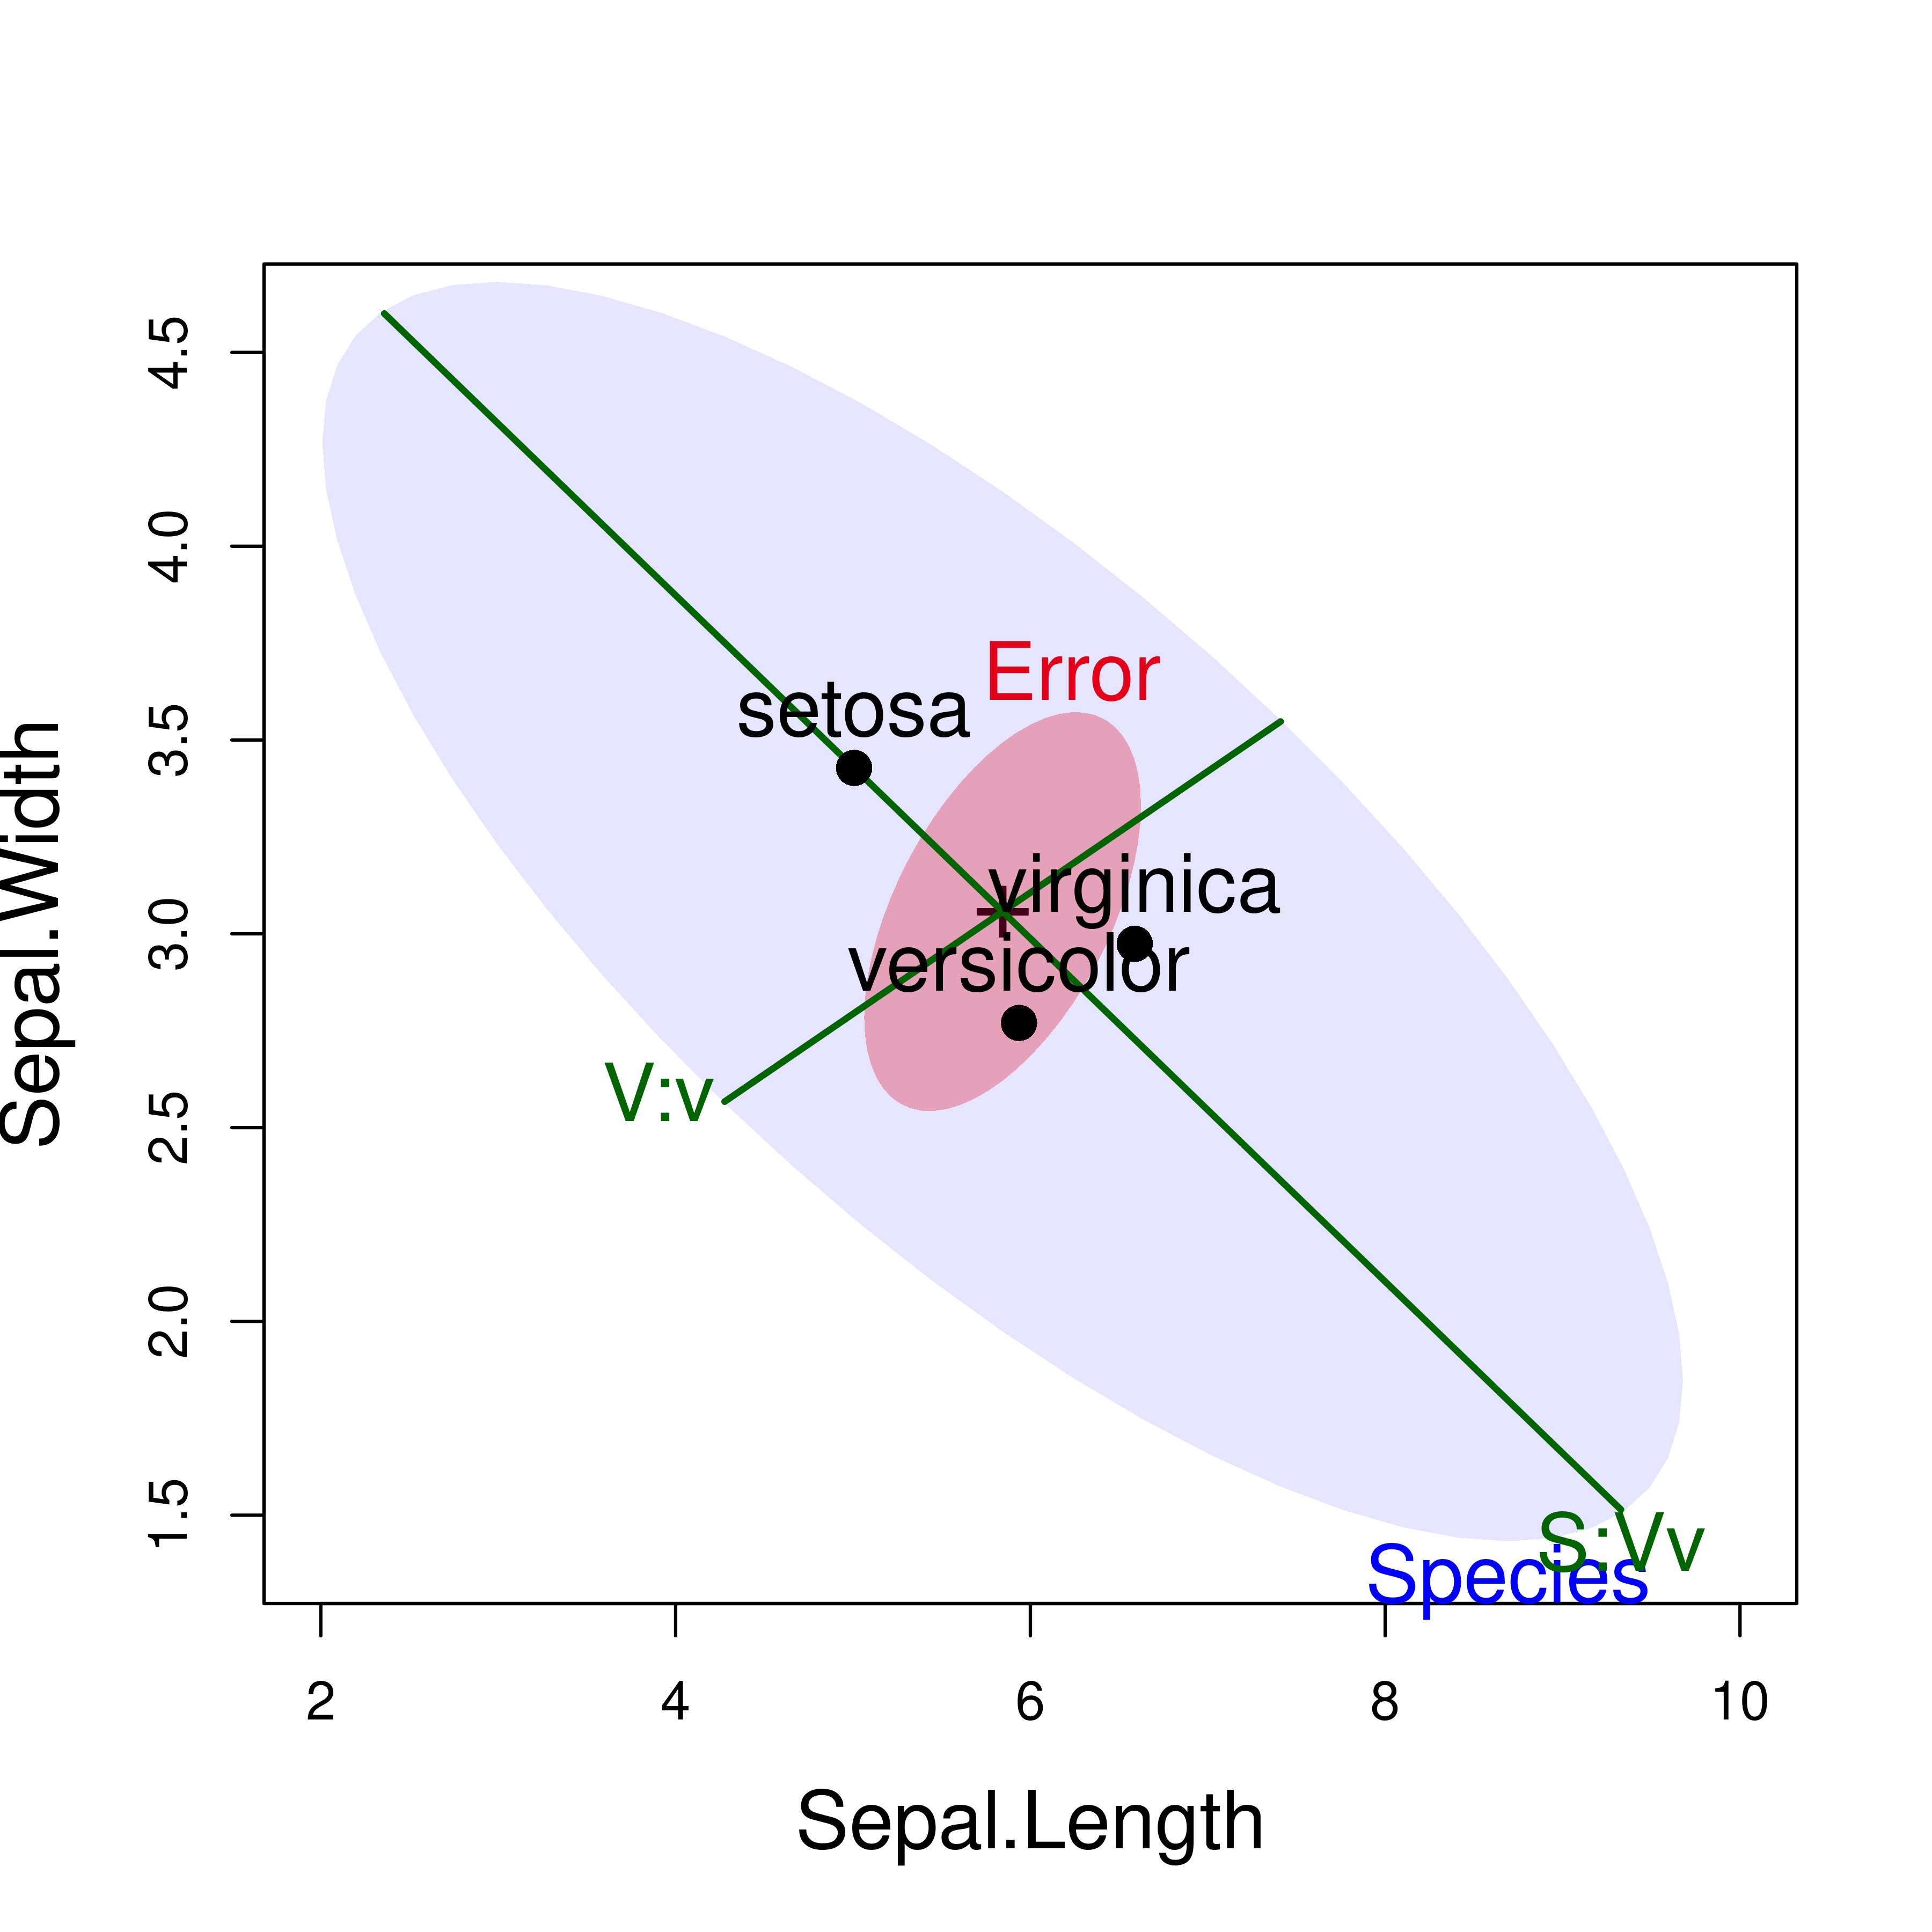 4.5
4.0
3.5
3.0
2.5
2.0
1.5
Sepal.Width
Error
setosa
virginica
versicolor
V:v
S:Vv
Species
2 4 6 8 10
Sepal.Length